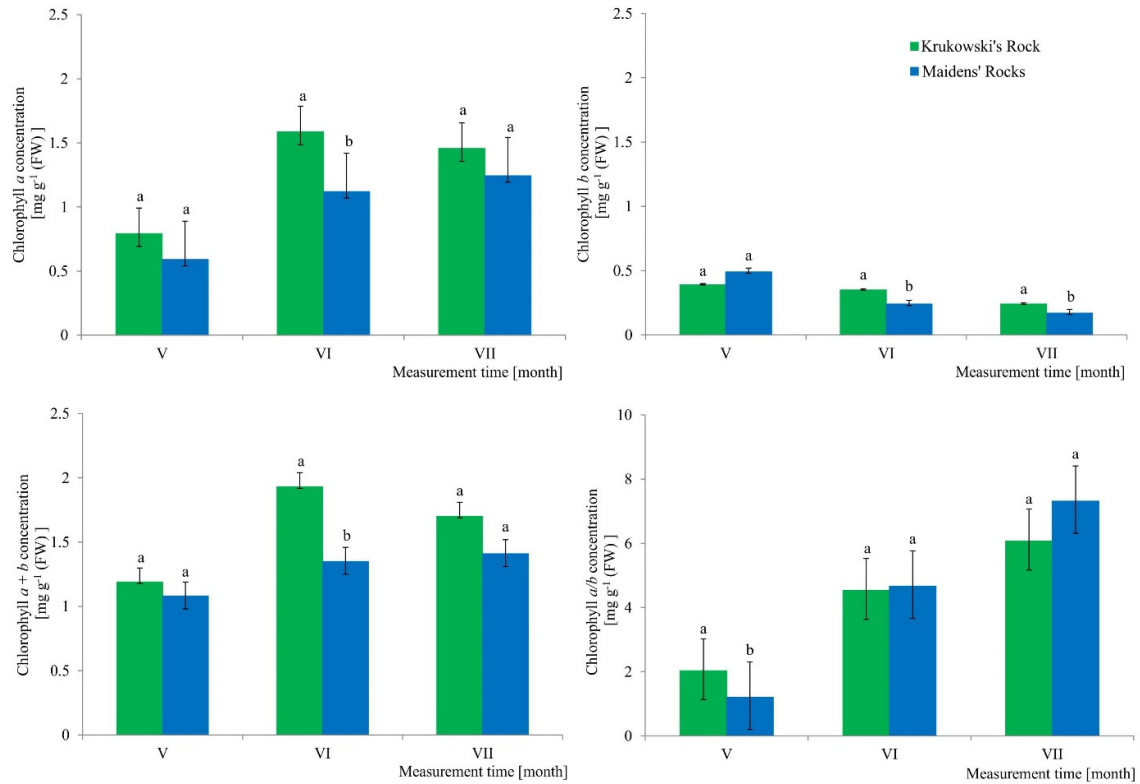 Chlorophyll a concentration
[mg g-1 (FW) ]
2.5
2
1.5
1
0.5
0
a
a
a
b
a
a
V
VI
VII
Measurement time [month]
Chlorophyll b concentration
[mg g-1 (FW) ]
2.5
2
1.5
1
0.5
0
Krukowski's Rock
Maidens' Rocks
a
a
a
b
a
b
V
VI
VII
Measurement time [month]
Chlorophyll a + b concentration
[mg g-1 (FW) ]
2.5
2
1.5
1
0.5
0
a
a
a
b
a
a
V
VI
VII
Measurement time [month]
Chlorophyll a/b concentration
[mg g-1 (FW) ]
10
8
6
4
2
0
a
b
a
a
a
a
V
VI
VII
Measurement time [month]